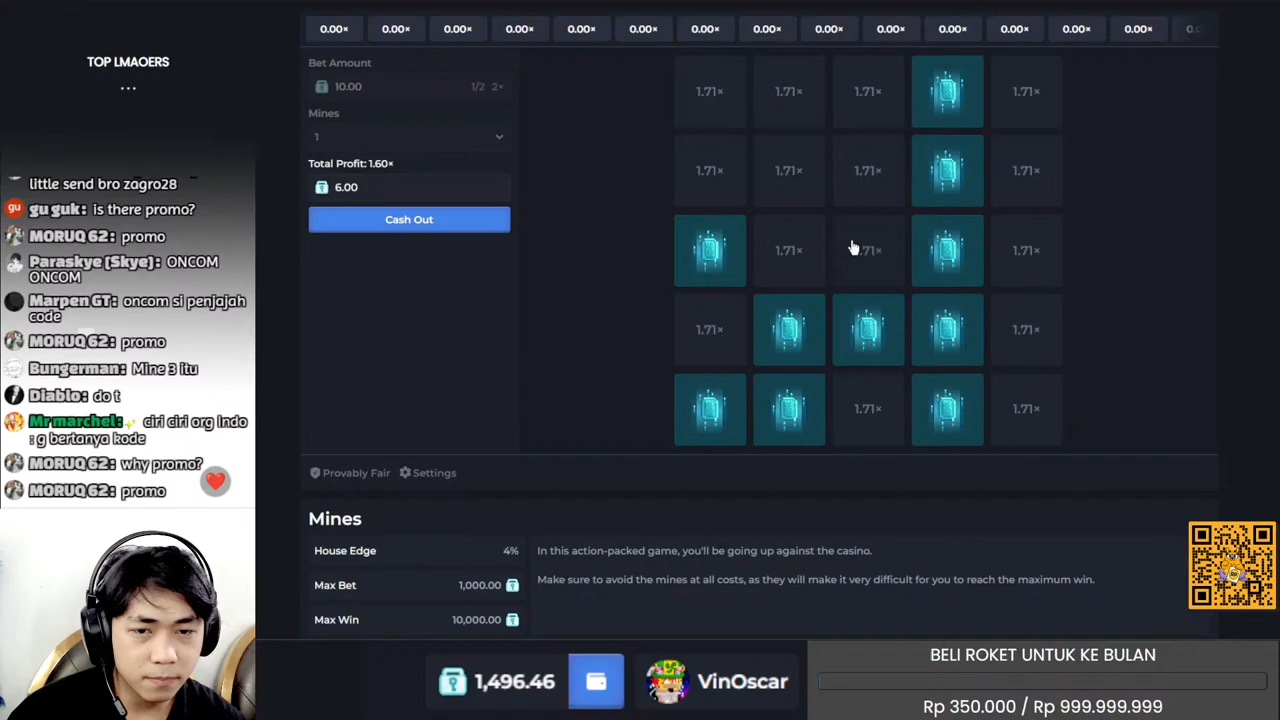 0.00× 0.00× 0.00× 0.00× 0.00× 0.00× 0.00× 0.00× 0.00× 0.00× 0.00× 0.00× 0.00× 0.00×
TOP LMAOERS
...
little send bro zagro28
gu guk: is there promo?
MORUQ 62: promo
Paraskye (Skye): ONCOM
ONCOM
Marpen GT: oncom si penjajah
code
MORUQ 62: promo
Bungerman: Mine 3 itu
Diablo: do t
Mr marchel: ciri ciri org Indo
: g bertanya kode
MORUQ 62: why promo?
MORUQ 62: promo
gu
Bet Amount
10.00 1/2 2×
Mines
1
Total Profit: 1.60×
6.00
Cash Out
1.71× 1.71× 1.71× 1.71×
1.71× 1.71× 1.71× 1.71×
1.71× 1.71× 1.71×
1.71× 1.71×
1.71× 1.71×
Provably Fair Settings
Mines
House Edge 4%
Max Bet 1,000.00
Max Win 10,000.00
In this action-packed game, you'll be going up against the casino.
Make sure to avoid the mines at all costs, as they will make it very difficult for you to reach the maximum win.
1,496.46
VinOscar
BELI ROKET UNTUK KE BULAN
Rp 350.000 / Rp 999.999.999